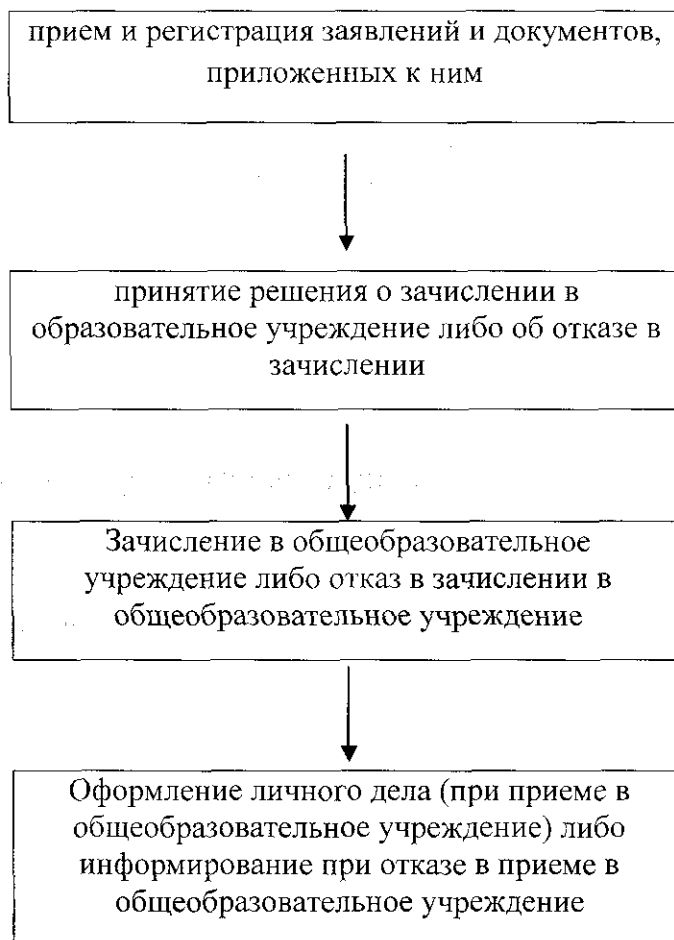 прием и регистрация заявлений и документов,
приложенных к ним
принятие решения о зачислении в
образовательное учреждение либо об отказе в
зачислении
Зачисление в общеобразовательное
учреждение либо отказ в зачислении в
общеобразовательное учреждение
Оформление личного дела (при приеме в
общеобразовательное учреждение) либо
информирование при отказе в приеме в
общеобразовательное учреждение